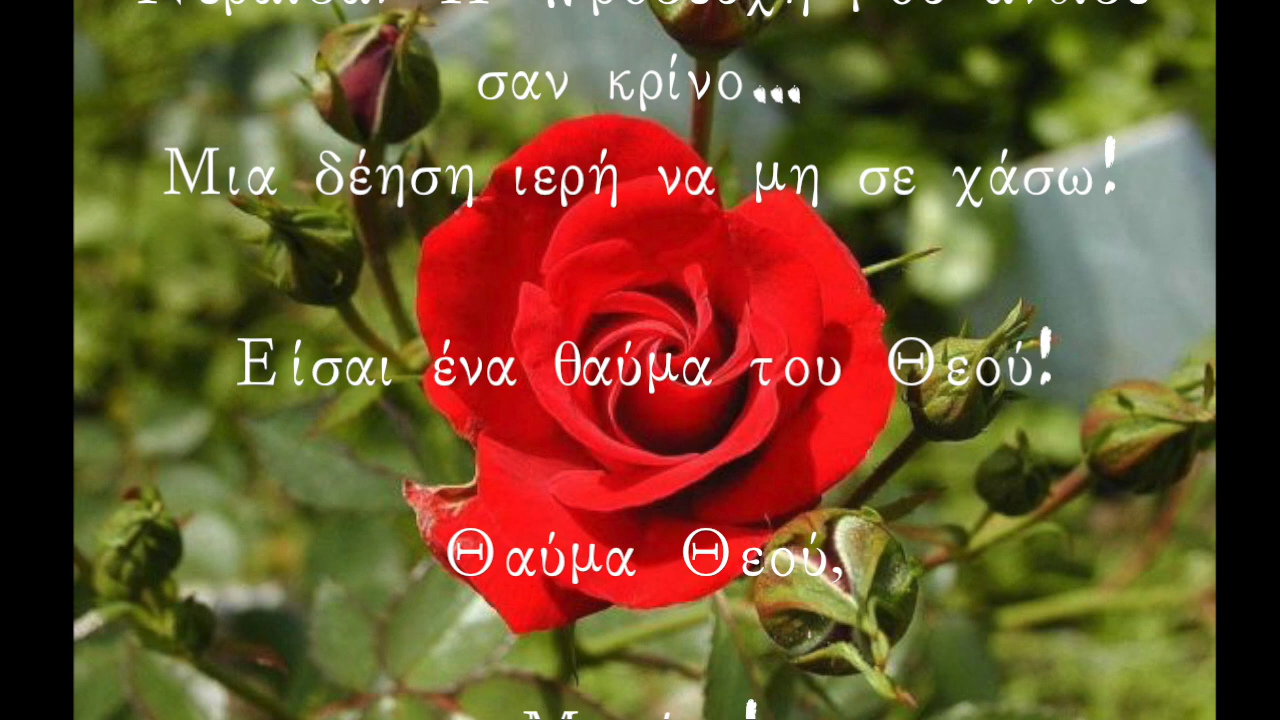 σαν κρίνο...
Μια δέηση ιερή να μη σε χάσω!
Είσαι ένα θαύμα του Θεού!
Θαύμα Θεού,